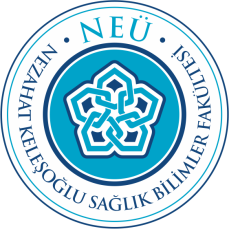 · NEÜ ·
NEZAHAT KELEŞOĞLU SAĞLIK BİLİMLER FAKÜLTESİ